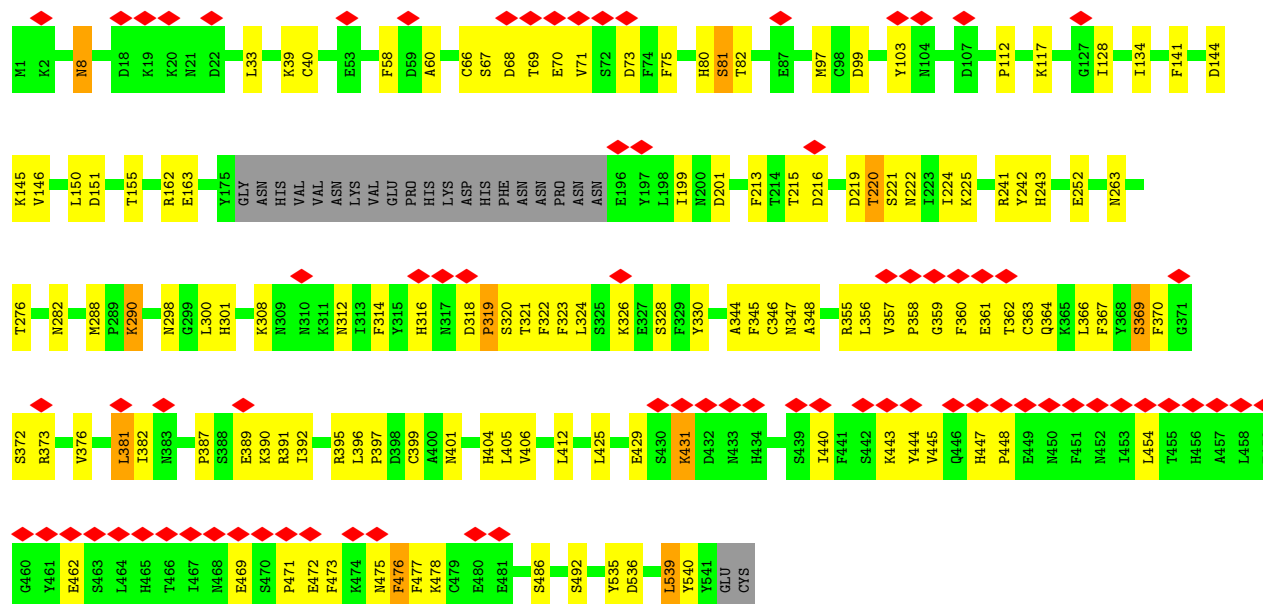 M1 K2 N8 D18 K19 K20 N21 D22 L33 K39 C40 E53 F58 D59 A60 C66 S67 D68 T69 E70 V71 S72 D73 F74 F75 H80 S81 T82 E87 M97 C98 D99 Y103 N104 D107 P112 K117 G127 I128 I134 F141 D144
K145 V146 L150 D151 T155 R162 E163 Y175 GLY ASN HIS VAL VAL ASN LYS VAL GLU PRO HIS LYS ASP HIS PHE ASN ASN PRO ASN ASN E196 Y197 L198 I199 N200 D201 F213 T214 T215 D216 D219 T220 S221 N222 I223 I224 K225 R241 Y242 H243 E252 N263
T276 N282 M288 P289 K290 N298 G299 L300 H301 K308 N309 N310 K311 N312 I313 F314 Y315 H316 N317 D318 P319 S320 T321 F322 F323 L324 S325 K326 E327 S328 F329 Y330 A344 F345 C346 N347 A348 R355 L356 V357 P358 G359 F360 E361 T362 C363 Q364 K365 L366 F367 Y368 S369 F370 G371
S372 R373 V376 L381 I382 N383 P387 S388 E389 K390 R391 I392 R395 L396 P397 D398 C399 A400 N401 H404 L405 V406 L412 L425 E429 S430 K431 D432 N433 H434 S439 I440 F441 S442 K443 Y444 V445 Q446 H447 P448 E449 N450 F451 N452 I453 L454 T455 H456 A457 L458
G460 Y461 E462 S463 L464 H465 T466 I467 N468 E469 S470 P471 E472 F473 K474 N475 F476 F477 K478 C479 E480 E481 S486 S492 Y535 D536 L539 Y540 Y541 GLU CYS